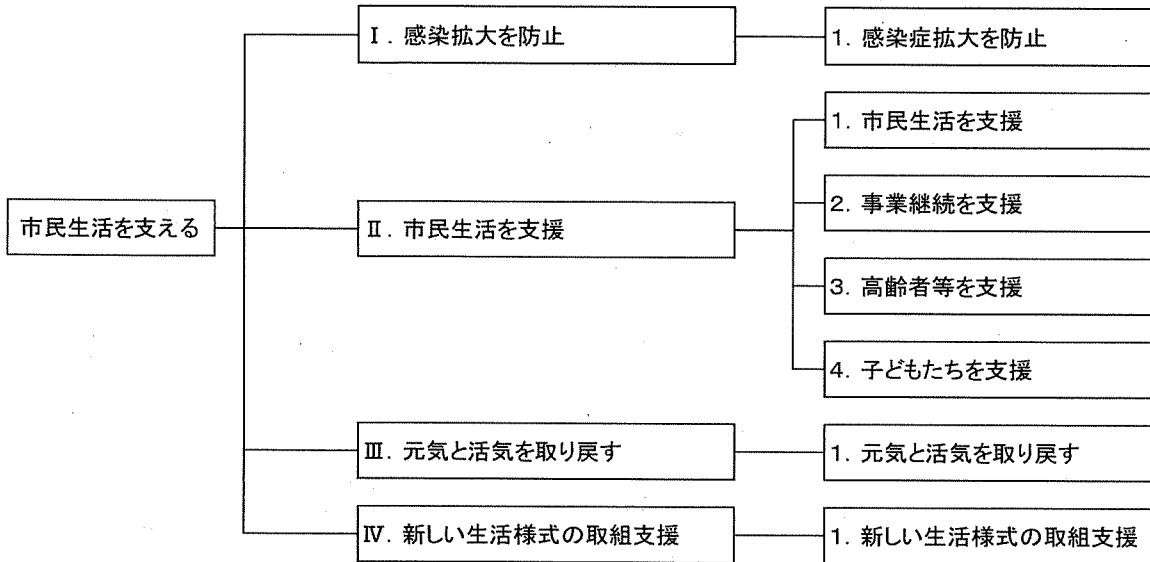 市民生活を支える
Ⅰ. 感染拡大を防止
1. 感染症拡大を防止
Ⅱ. 市民生活を支援
1. 市民生活を支援
2. 事業継続を支援
3. 高齢者等を支援
4. 子どもたちを支援
Ⅲ. 元気と活気を取り戻す
1. 元気と活気を取り戻す
Ⅳ. 新しい生活様式の取組支援
1. 新しい生活様式の取組支援